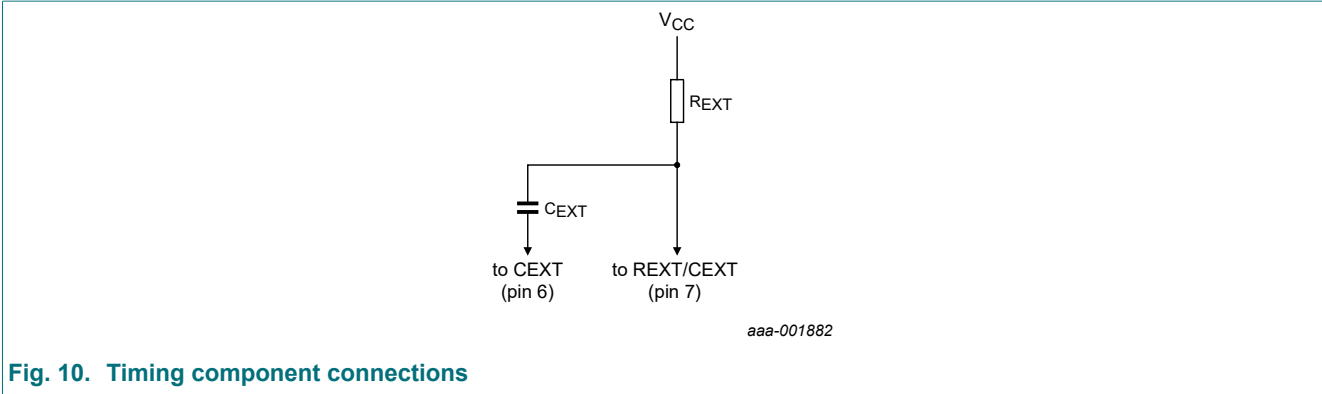 VCC
REXT
CEXT
to CEXT
(pin 6)
to REXT/CEXT
(pin 7)
aaa-001882
Fig. 10. Timing component connections